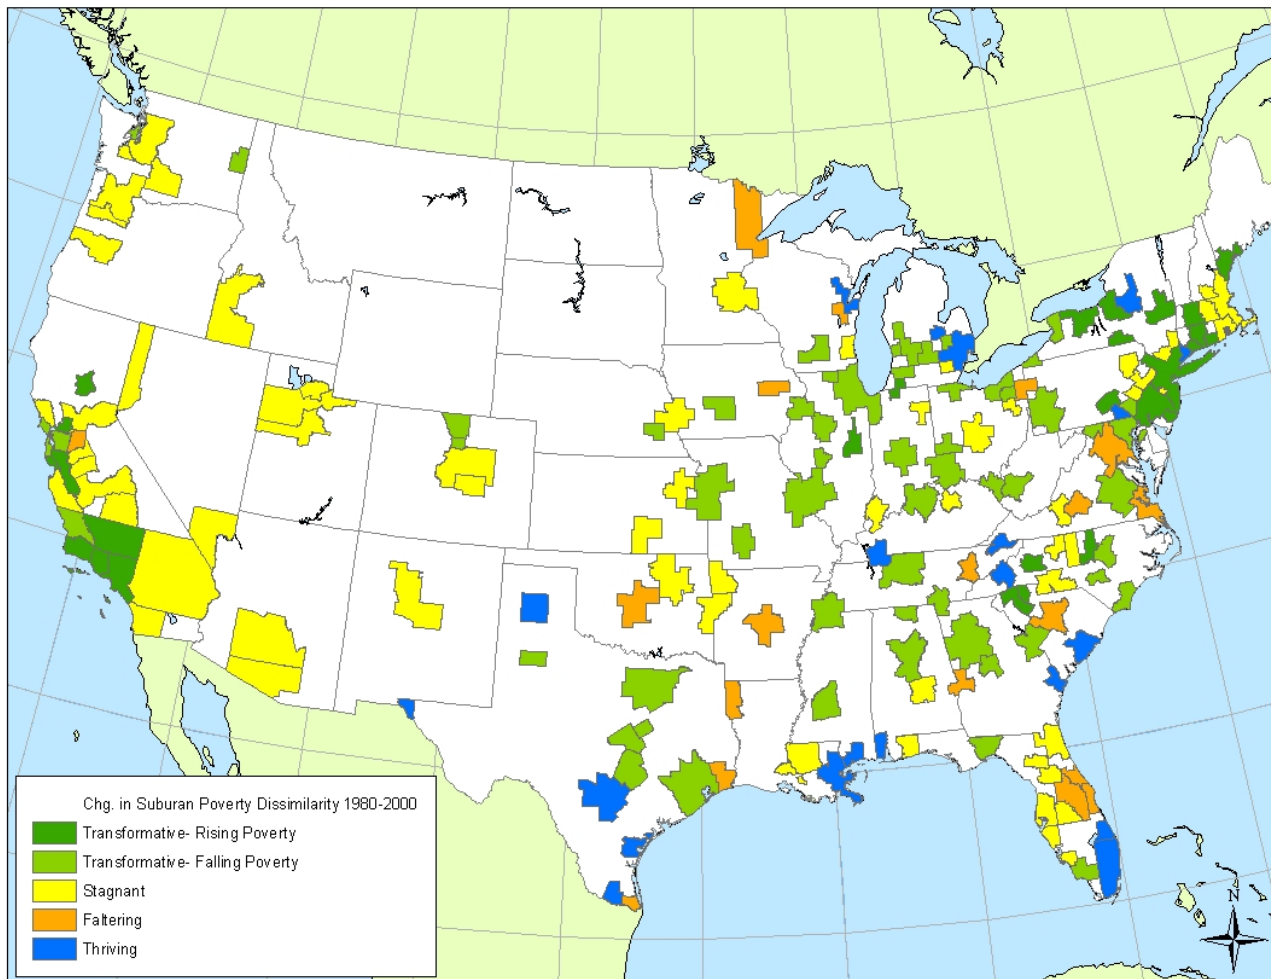 N
Chg. in Suburan Poverty Dissimilarity 1980-2000
Transformative- Rising Poverty
Transformative- Falling Poverty
Stagnant
Faltering
Thriving